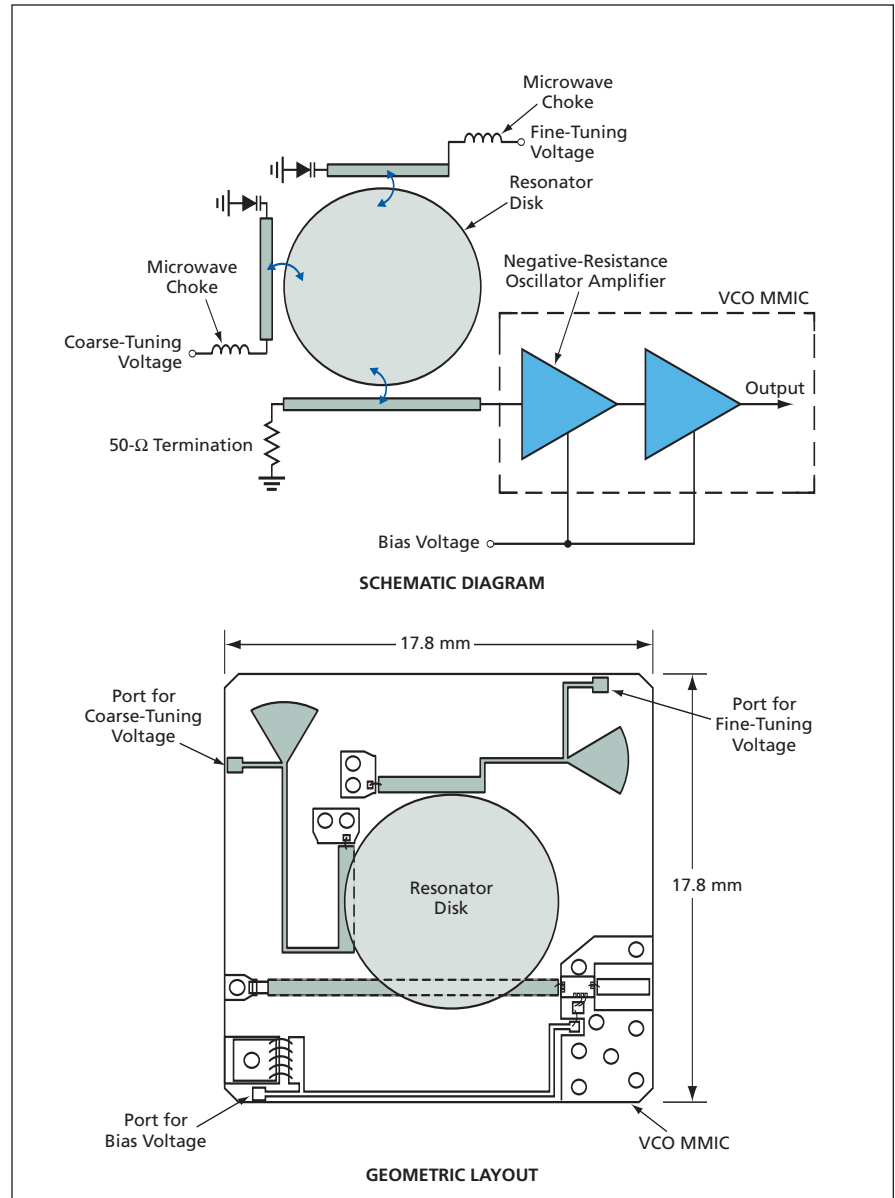 Microwave
Choke
Fine-Tuning
Voltage
Resonator
Disk
Microwave
Choke
Negative-Resistance
Oscillator Amplifier
VCO MMIC
Coarse-Tuning
Voltage
Output
50-Ω Termination
Bias Voltage
SCHEMATIC DIAGRAM
17.8 mm
Port for
Coarse-Tuning
Voltage
Port for
Fine-Tuning
Voltage
Resonator
Disk
17.8 mm
Port for
Bias Voltage
VCO MMIC
GEOMETRIC LAYOUT